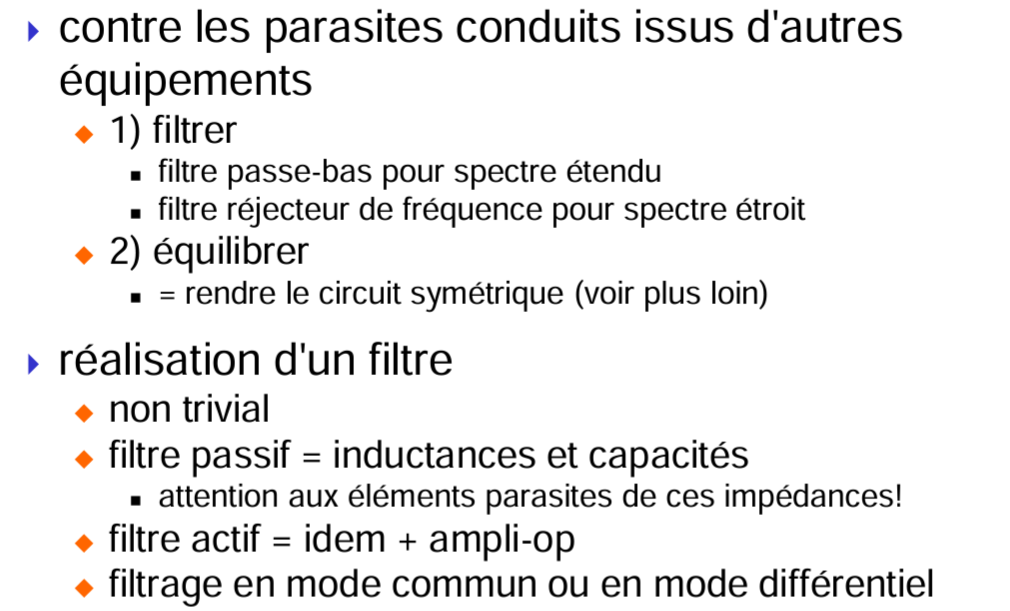 contre les parasites conduits issus d'autres
équipements
1) filtrer
filtre passe-bas pour spectre étendu
filtre réjecteur de fréquence pour spectre étroit
2) équilibrer
= rendre le circuit symétrique (voir plus loin)
réalisation d'un filtre
non trivial
filtre passif = inductances et capacités
attention aux éléments parasites de ces impédances!
filtre actif = idem + ampli-op
filtrage en mode commun ou en mode différentiel